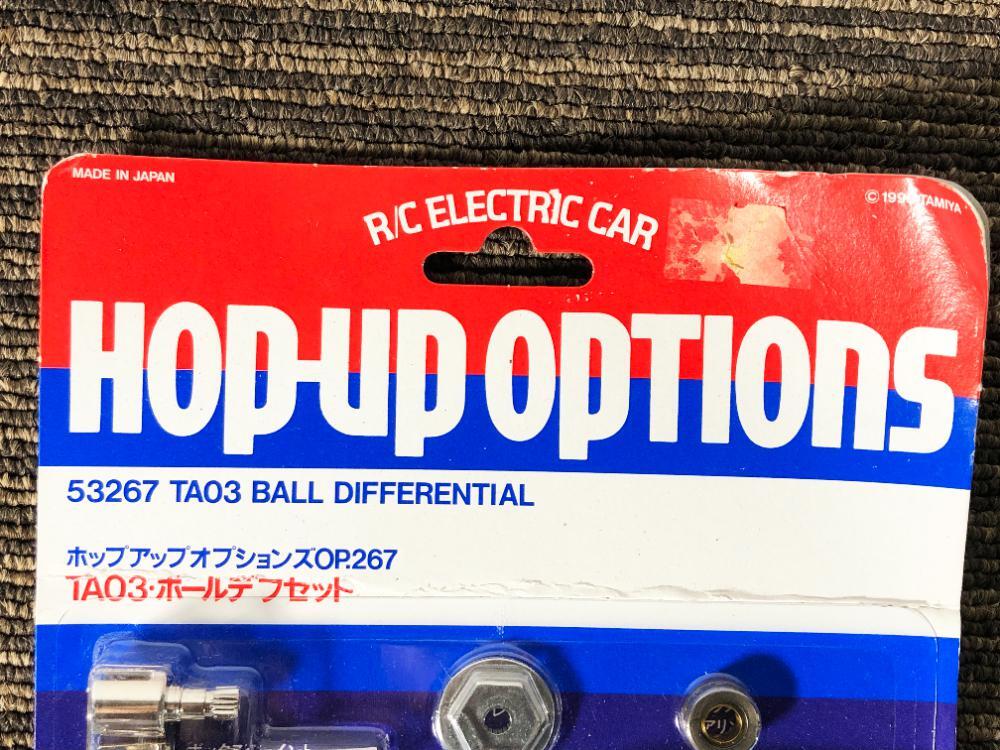 MADE IN JAPAN
© TAMIYA
R/C ELECTRIC CAR
HOP-UP OPTIONS
53267 TA03 BALL DIFFERENTIAL
ホップアップオプションズOP.267
TA03・ボールデフセット